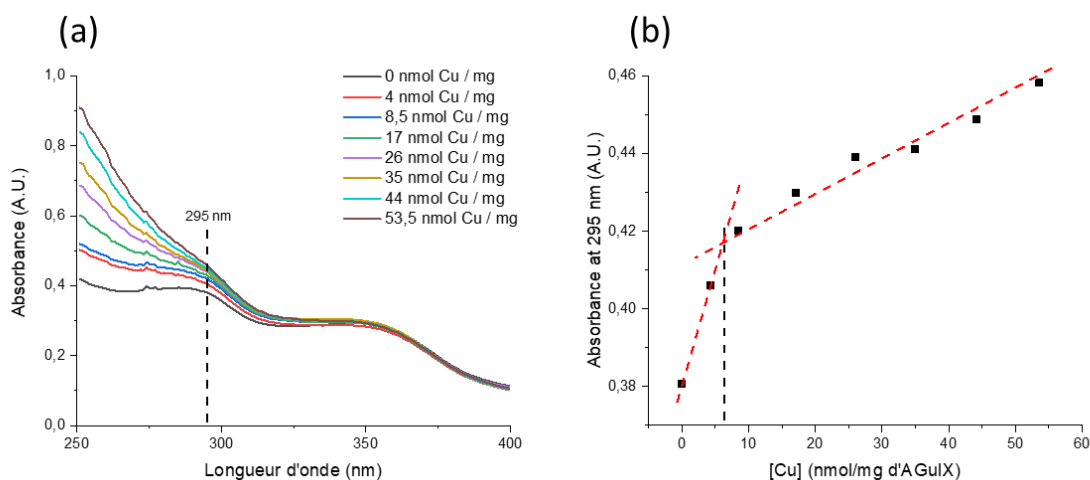 (a)
Absorbance (A.U.)
1,0
0,8
0,6
0,4
0,2
0,0
250
300
350
400
Longueur d'onde (nm)
295 nm
0 nmol Cu / mg
4 nmol Cu / mg
8,5 nmol Cu / mg
17 nmol Cu / mg
26 nmol Cu / mg
35 nmol Cu / mg
44 nmol Cu / mg
53,5 nmol Cu / mg
(b)
Absorbance at 295 nm (A.U.)
0,46
0,44
0,42
0,40
0,38
0
10
20
30
40
50
60
[Cu] (nmol/mg d'AGuIX)